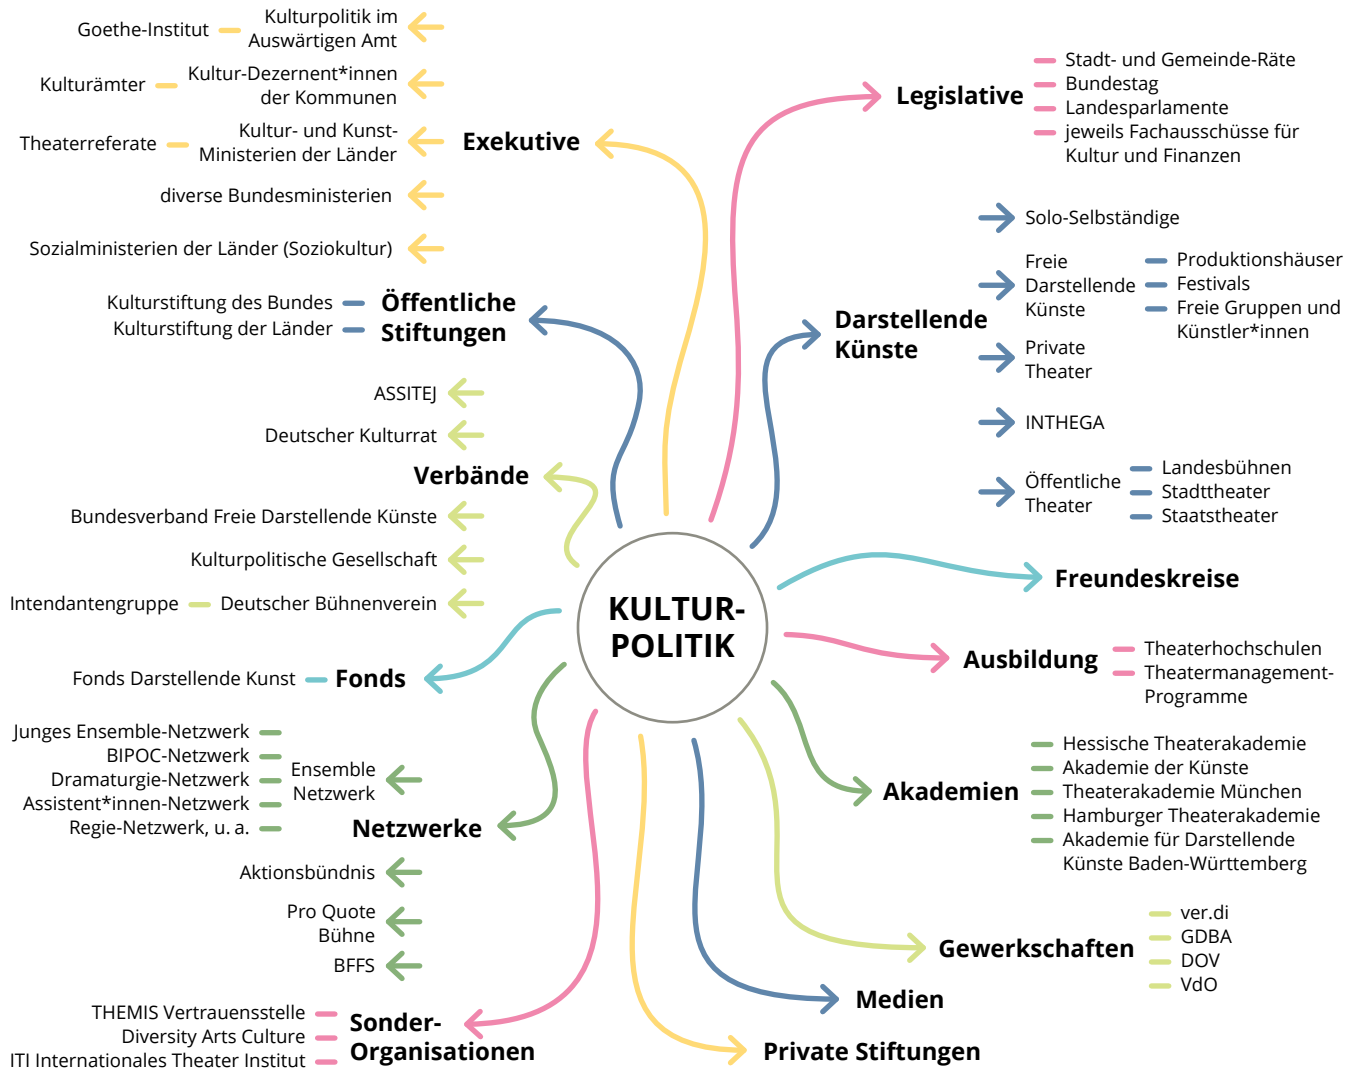 KULTUR-
POLITIK
Exekutive
Goethe-Institut
Kulturpolitik im
Auswärtigen Amt
Kulturämter
Kultur-Dezernent*innen
der Kommunen
Theaterreferate
Kultur- und Kunst-
Ministerien der Länder
diverse Bundesministerien
Sozialministerien der Länder (Soziokultur)
Öffentliche
Stiftungen
Kulturstiftung des Bundes
Kulturstiftung der Länder
Verbände
ASSITEJ
Deutscher Kulturrat
Bundesverband Freie Darstellende Künste
Kulturpolitische Gesellschaft
Intendantengruppe
Deutscher Bühnenverein
Fonds
Fonds Darstellende Kunst
Netzwerke
Junges Ensemble-Netzwerk
BIPOC-Netzwerk
Dramaturgie-Netzwerk
Assistent*innen-Netzwerk
Regie-Netzwerk, u. a.
Ensemble
Netzwerk
Aktionsbündnis
Pro Quote
Bühne
BFFS
Sonder-
Organisationen
THEMIS Vertrauensstelle
Diversity Arts Culture
ITI Internationales Theater Institut
Legislative
Stadt- und Gemeinde-Räte
Bundestag
Landesparlamente
jeweils Fachausschüsse für
Kultur und Finanzen
Darstellende
Künste
Solo-Selbständige
Freie
Darstellende
Künste
Produktionshäuser
Festivals
Freie Gruppen und
Künstler*innen
Private
Theater
INTHEGA
Öffentliche
Theater
Landesbühnen
Stadttheater
Staatstheater
Freundeskreise
Ausbildung
Theaterhochschulen
Theatermanagement-
Programme
Akademien
Hessische Theaterakademie
Akademie der Künste
Theaterakademie München
Hamburger Theaterakademie
Akademie für Darstellende
Künste Baden-Württemberg
Gewerkschaften
ver.di
GDBA
DOV
VdO
Medien
Private Stiftungen